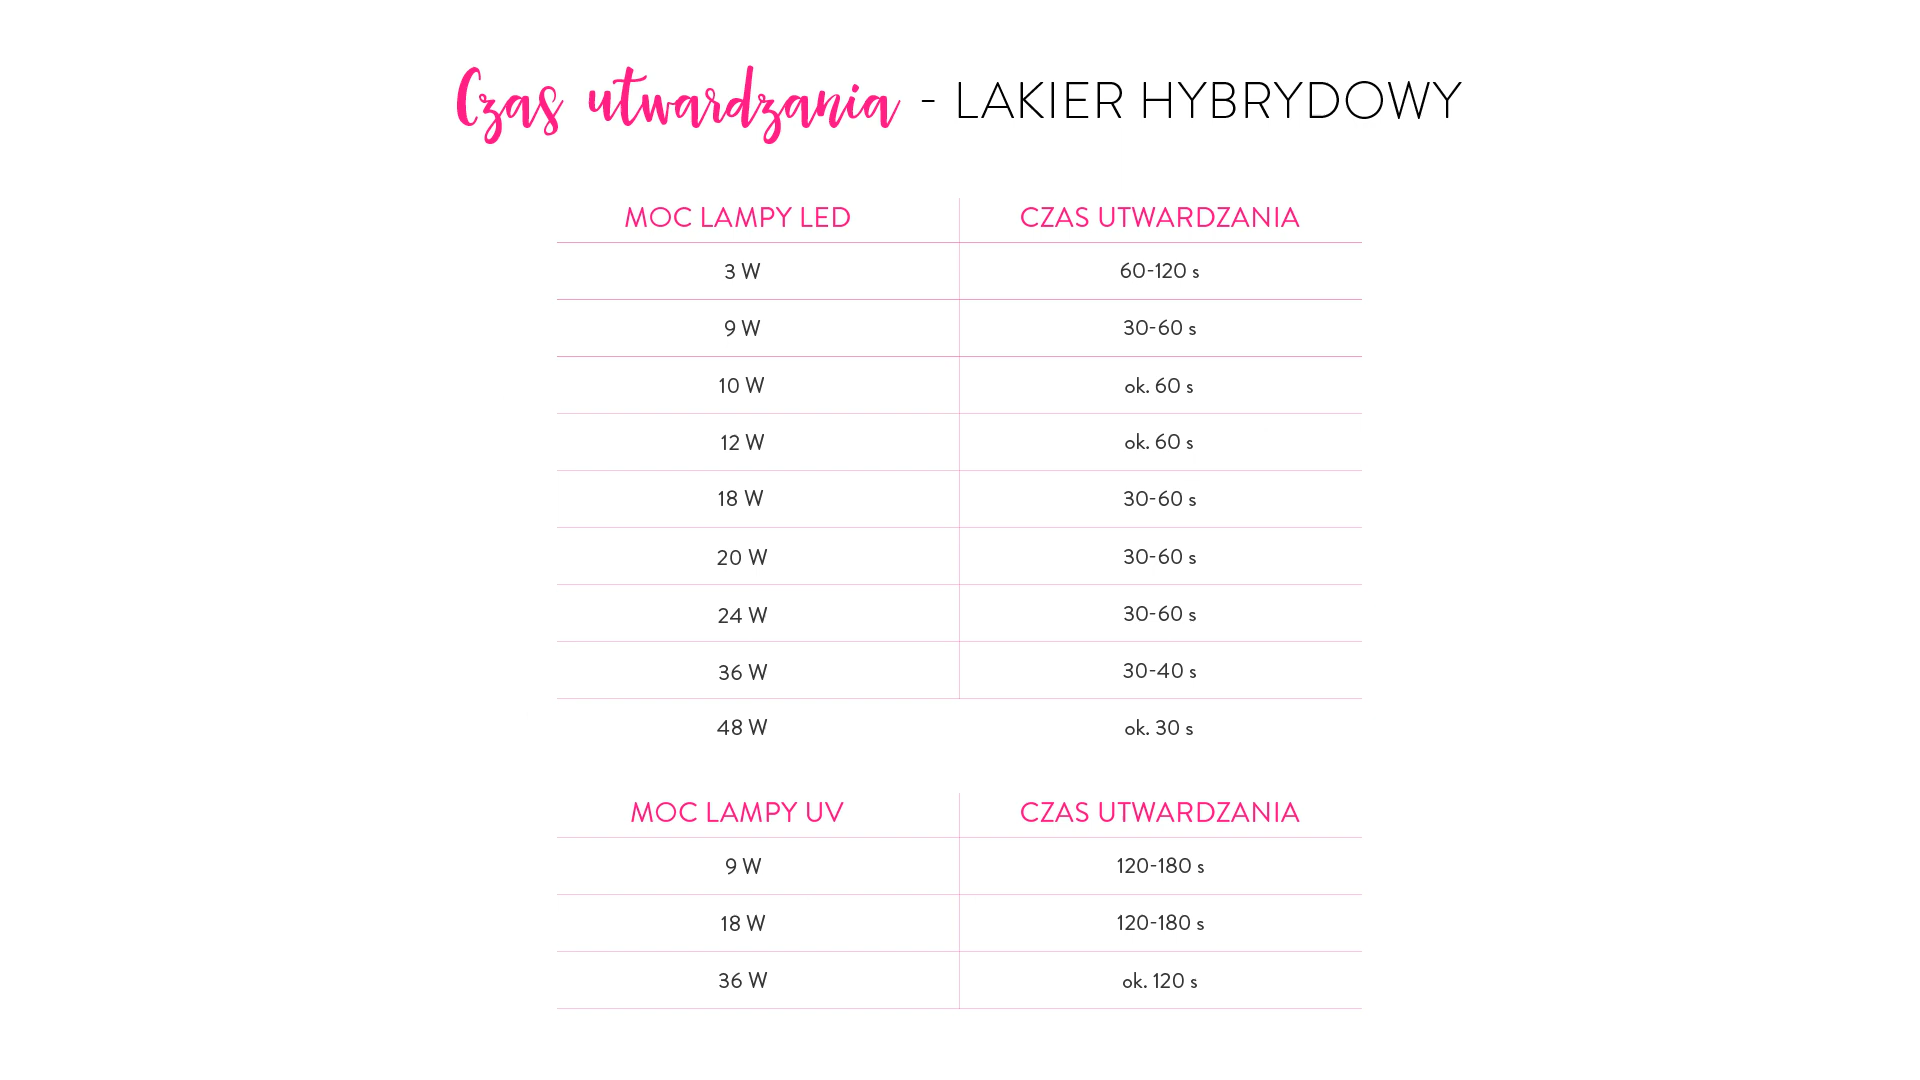 Czas utwardzania - LAKIER HYBRYDOWY
MOC LAMPY LED CZAS UTWARDZANIA
3 W 60-120 s
9 W 30-60 s
10 W ok. 60 s
12 W ok. 60 s
18 W 30-60 s
20 W 30-60 s
24 W 30-60 s
36 W 30-40 s
48 W ok. 30 s
MOC LAMPY UV CZAS UTWARDZANIA
9 W 120-180 s
18 W 120-180 s
36 W ok. 120 s